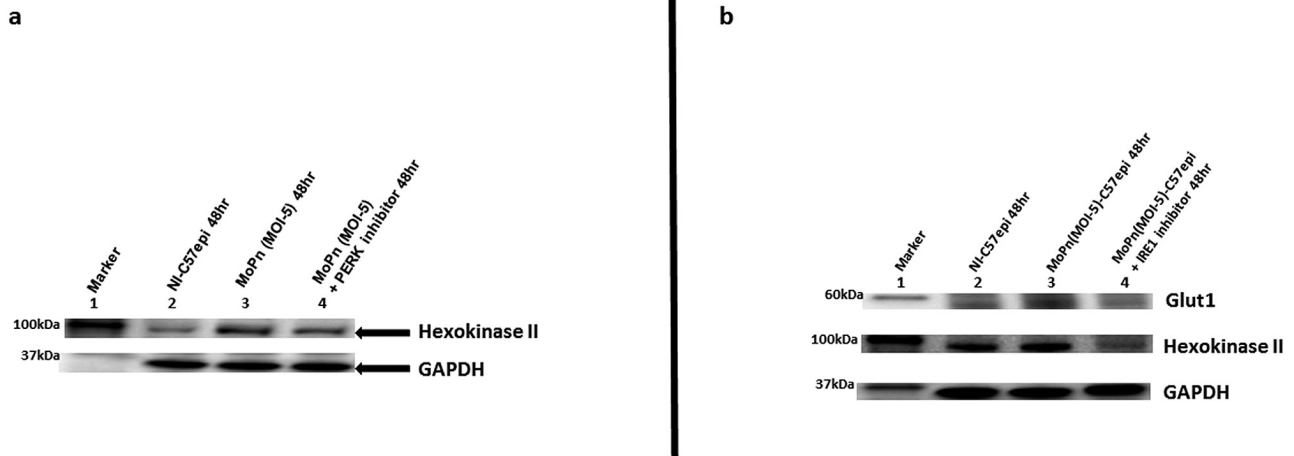 a
Marker
NI-C57epi 48hr
MoPn (MOI-5) 48hr
MoPn (MOI-5)
+ PERK inhibitor 48hr
1 2 3 4
100kDa Hexokinase II
37kDa GAPDH
b
Marker
NI-C57epi 48hr
MoPn(MOI-5)-C57epi 48hr
MoPn(MOI-5)-C57epi
+ IRE1 inhibitor 48hr
1 2 3 4
60kDa Glut1
100kDa Hexokinase II
37kDa GAPDH